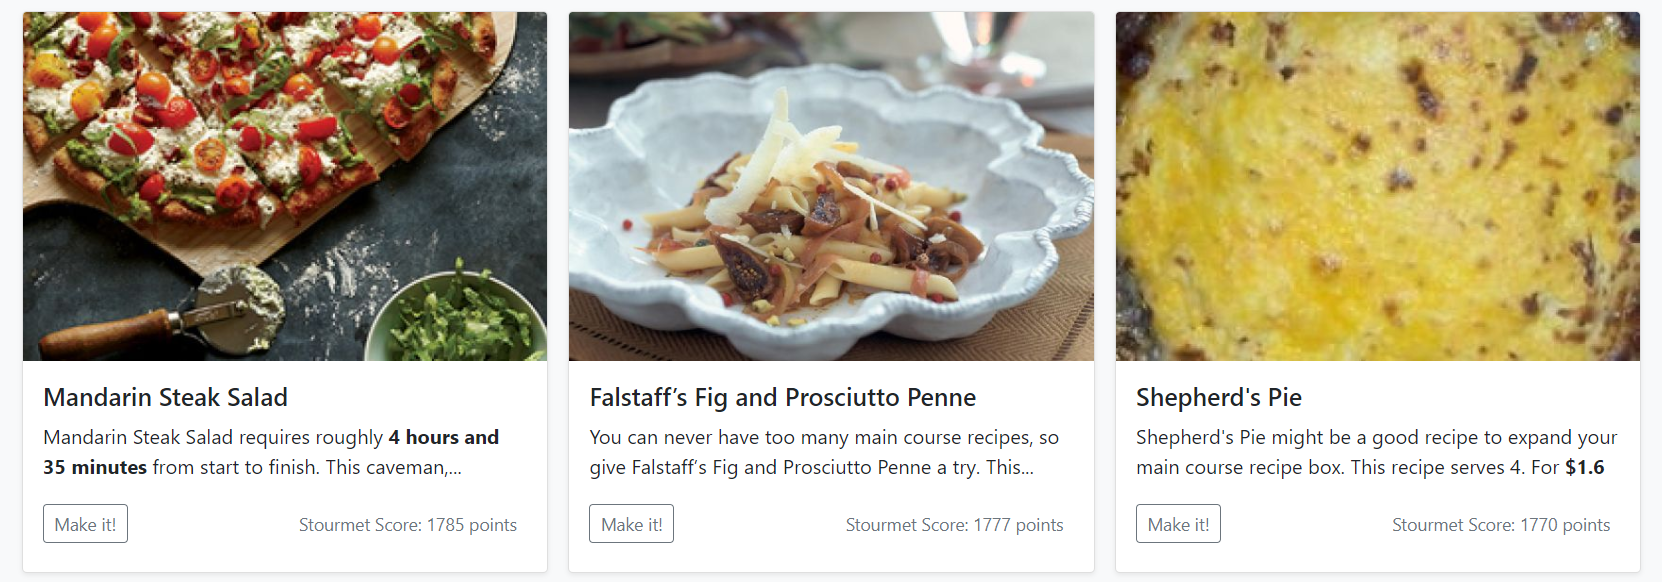 Mandarin Steak Salad
Mandarin Steak Salad requires roughly 4 hours and
35 minutes from start to finish. This caveman,...
Make it!
Stourmet Score: 1785 points
Falstaff’s Fig and Prosciutto Penne
You can never have too many main course recipes, so
give Falstaff’s Fig and Prosciutto Penne a try. This...
Make it!
Stourmet Score: 1777 points
Shepherd's Pie
Shepherd's Pie might be a good recipe to expand your
main course recipe box. This recipe serves 4. For $1.6
Make it!
Stourmet Score: 1770 points